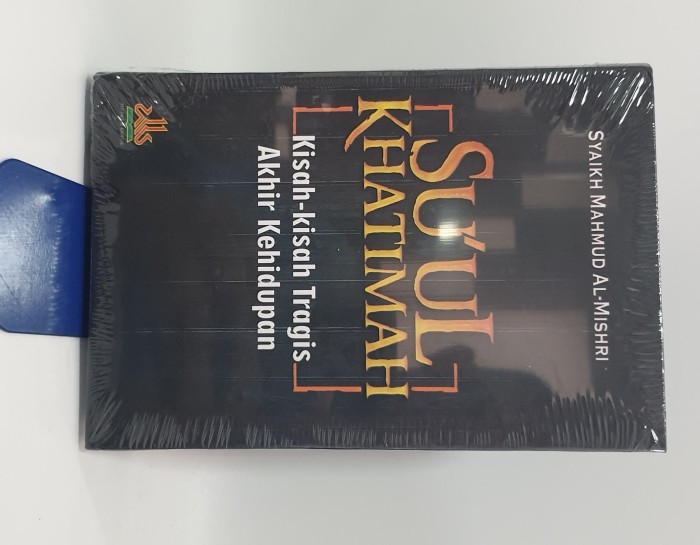 SYAIKH MAHMUD AL-MISHRI
SU'UL
KHATIMAH
Kisah-kisah Tragis
Akhir Kehidupan